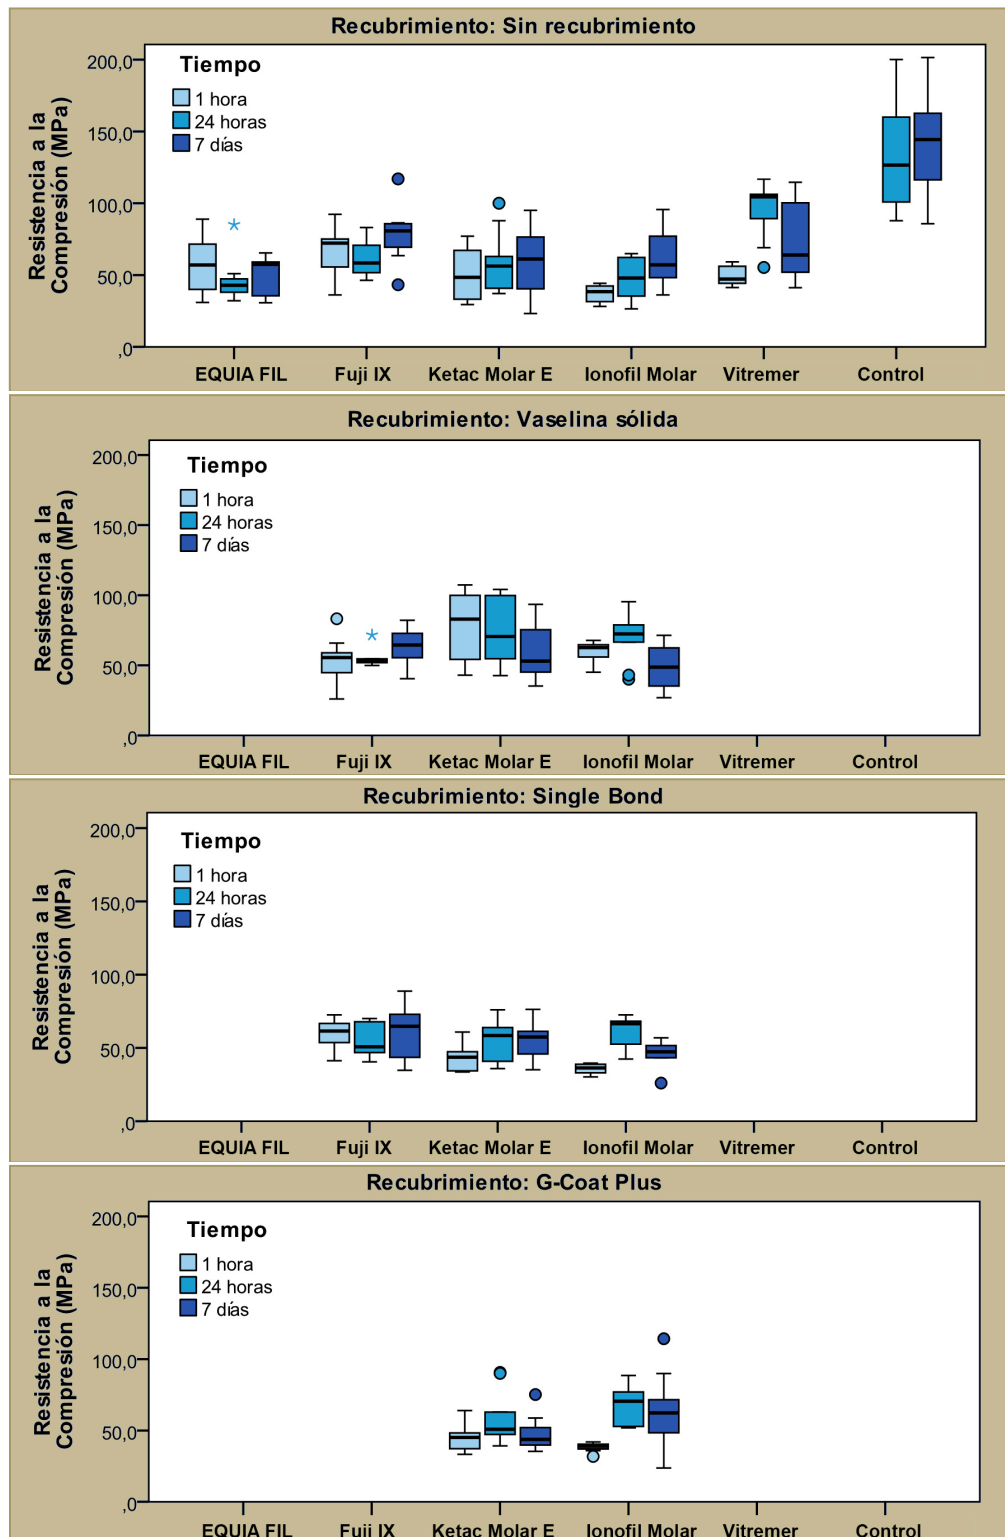 Recubrimiento: Sin recubrimiento
Resistencia a la
Compresión (MPa)
200,0
150,0
100,0
50,0
,0
Tiempo
1 hora
24 horas
7 días
EQUIA FIL Fuji IX Ketac Molar E Ionofil Molar Vitremer Control
Recubrimiento: Vaselina sólida
Resistencia a la
Compresión (MPa)
200,0
150,0
100,0
50,0
,0
Tiempo
1 hora
24 horas
7 días
EQUIA FIL Fuji IX Ketac Molar E Ionofil Molar Vitremer Control
Recubrimiento: Single Bond
Resistencia a la
Compresión (MPa)
200,0
150,0
100,0
50,0
,0
Tiempo
1 hora
24 horas
7 días
EQUIA FIL Fuji IX Ketac Molar E Ionofil Molar Vitremer Control
Recubrimiento: G-Coat Plus
Resistencia a la
Compresión (MPa)
200,0
150,0
100,0
50,0
,0
Tiempo
1 hora
24 horas
7 días
EQUIA FIL Fuji IX Ketac Molar E Ionofil Molar Vitremer Control